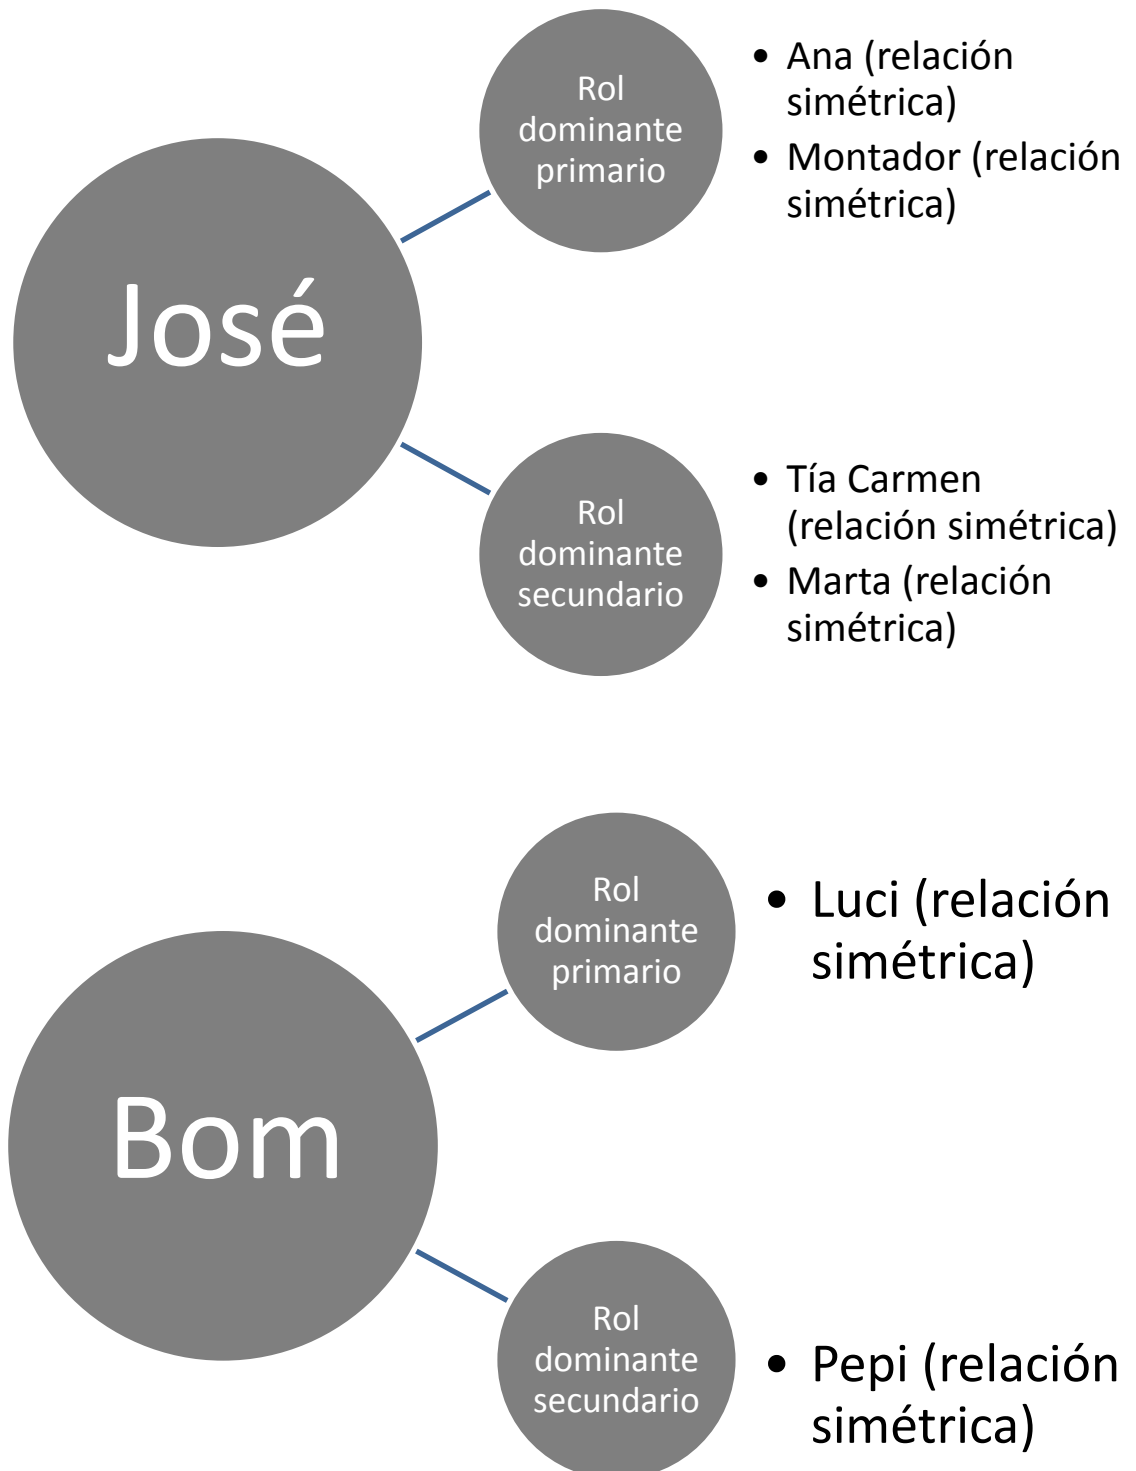 José
Rol
dominante
primario
• Ana (relación
simétrica)
• Montador (relación
simétrica)
Rol
dominante
secundario
• Tía Carmen
(relación simétrica)
• Marta (relación
simétrica)
Bom
Rol
dominante
primario
• Luci (relación
simétrica)
Rol
dominante
secundario
• Pepi (relación
simétrica)